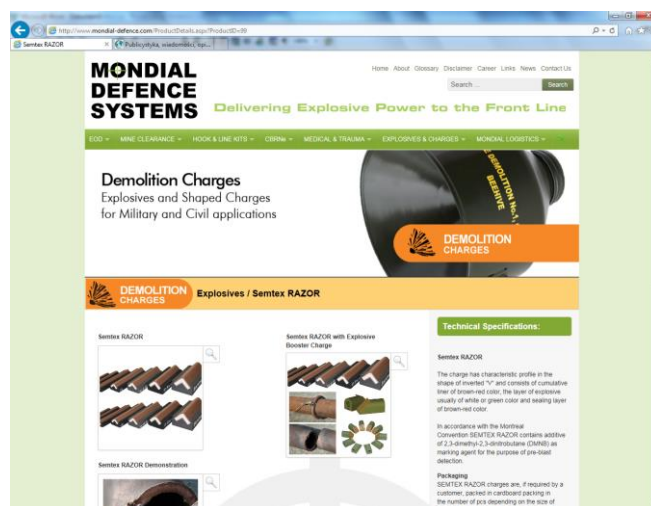 http://www.mondial-defence.com/ProductDetails.aspx?ProductID=99
Semtex RAZOR
Publicystyka, wiadomości, opi...
MONDIAL
DEFENCE
SYSTEMS
Home About Glossary Disclaimer Career Links News Contact Us
Search ...
Search
Delivering Explosive Power to the Front Line
EOD MINE CLEARANCE HOOK & LINE KITS CBRNe MEDICAL & TRAUMA EXPLOSIVES & CHARGES MONDIAL LOGISTICS
Demolition Charges
Explosives and Shaped Charges
for Military and Civil applications
DEMOLITION No.1,
BEEHIVE
DEMOLITION
CHARGES
DEMOLITION
CHARGES
Explosives / Semtex RAZOR
Semtex RAZOR
Semtex RAZOR with Explosive
Booster Charge
Semtex RAZOR Demonstration
Technical Specifications:
Semtex RAZOR
The charge has characteristic profile in the
shape of inverted "V" and consists of cumulative
liner of brown-red color, the layer of explosive
usually of white or green color and sealing layer
of brown-red color.
In accordance with the Montreal
Convention SEMTEX RAZOR contains additive
of 2,3-dimethyl-2,3-dinitrobutane (DMNB) as
marking agent for the purpose of pre-blast
detection.
Packaging
SEMTEX RAZOR charges are, if required by a
customer, packed in cardboard packing in
the number of pcs depending on the size of